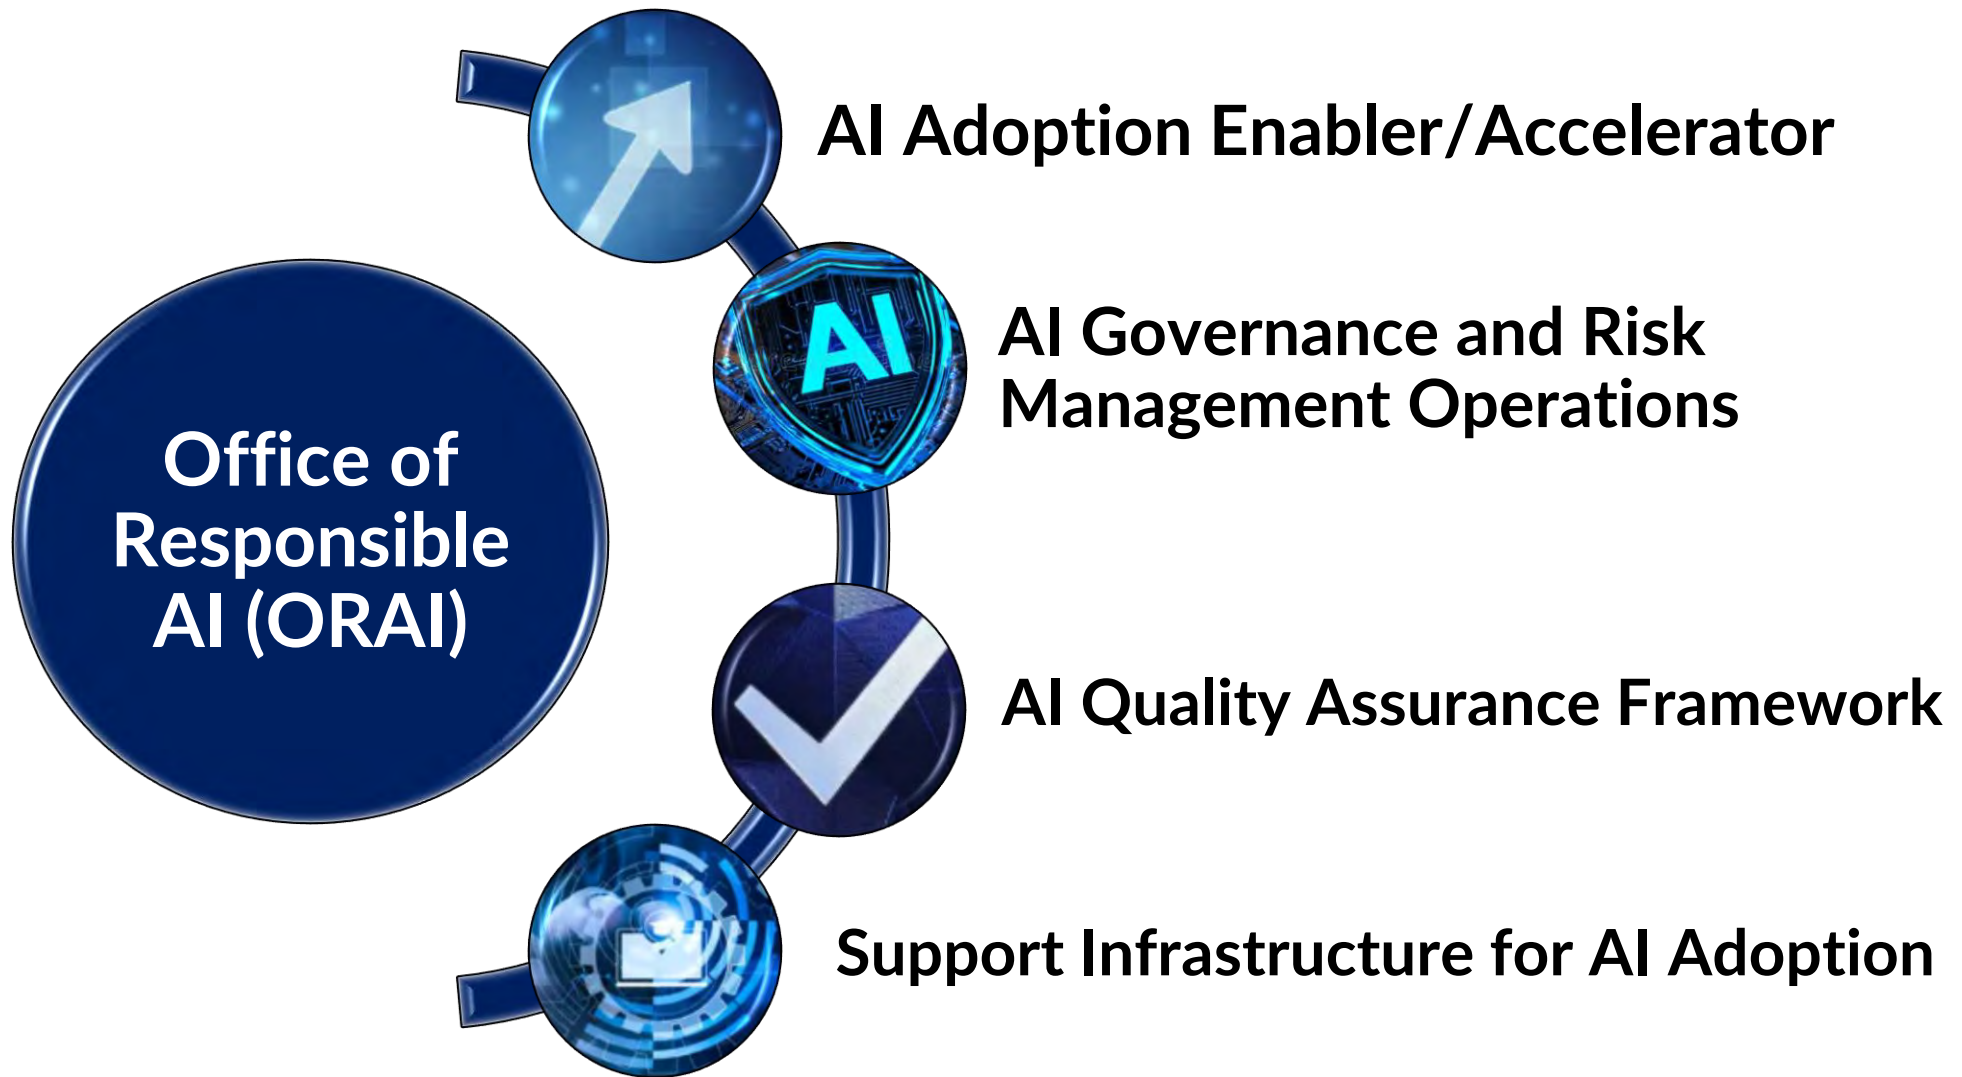 Office of
Responsible
AI (ORAI)
AI Adoption Enabler/Accelerator
AI
AI Governance and Risk
Management Operations
AI Quality Assurance Framework
Support Infrastructure for AI Adoption